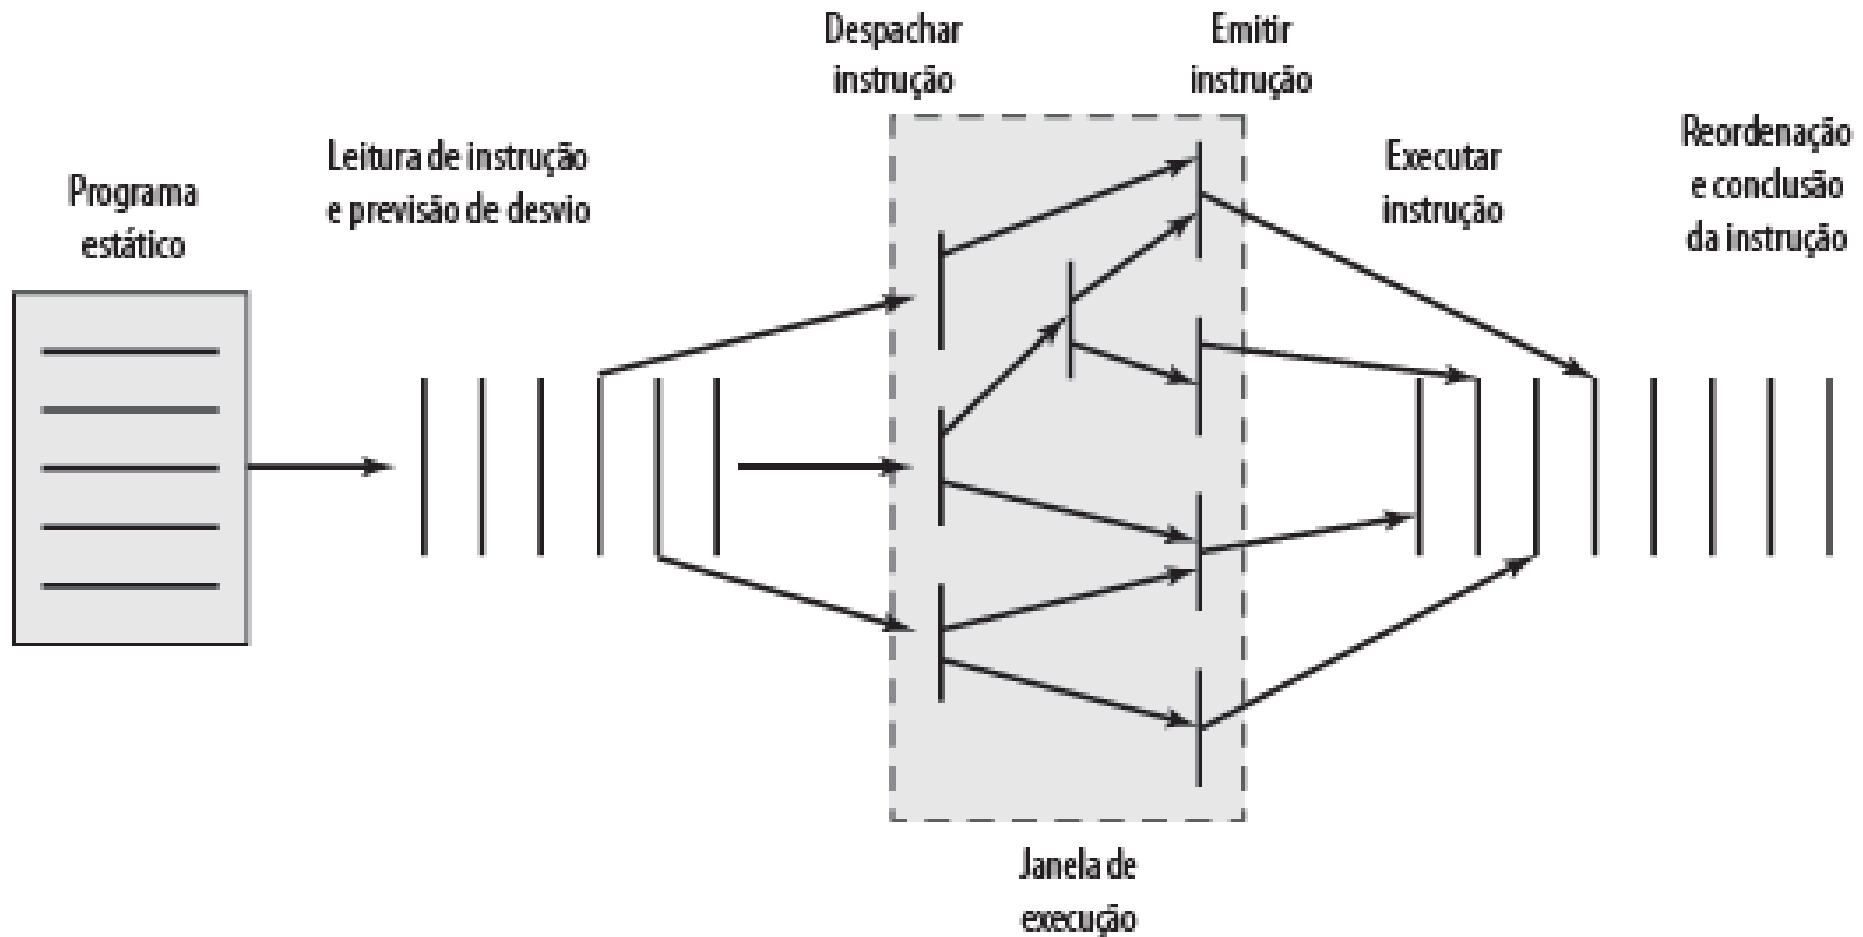 Programa
estático
Leitura de instrução
e previsão de desvio
Despachar
instrução
Emitir
instrução
Executar
instrução
Reordenação
e conclusão
da instrução
Janela de
execução